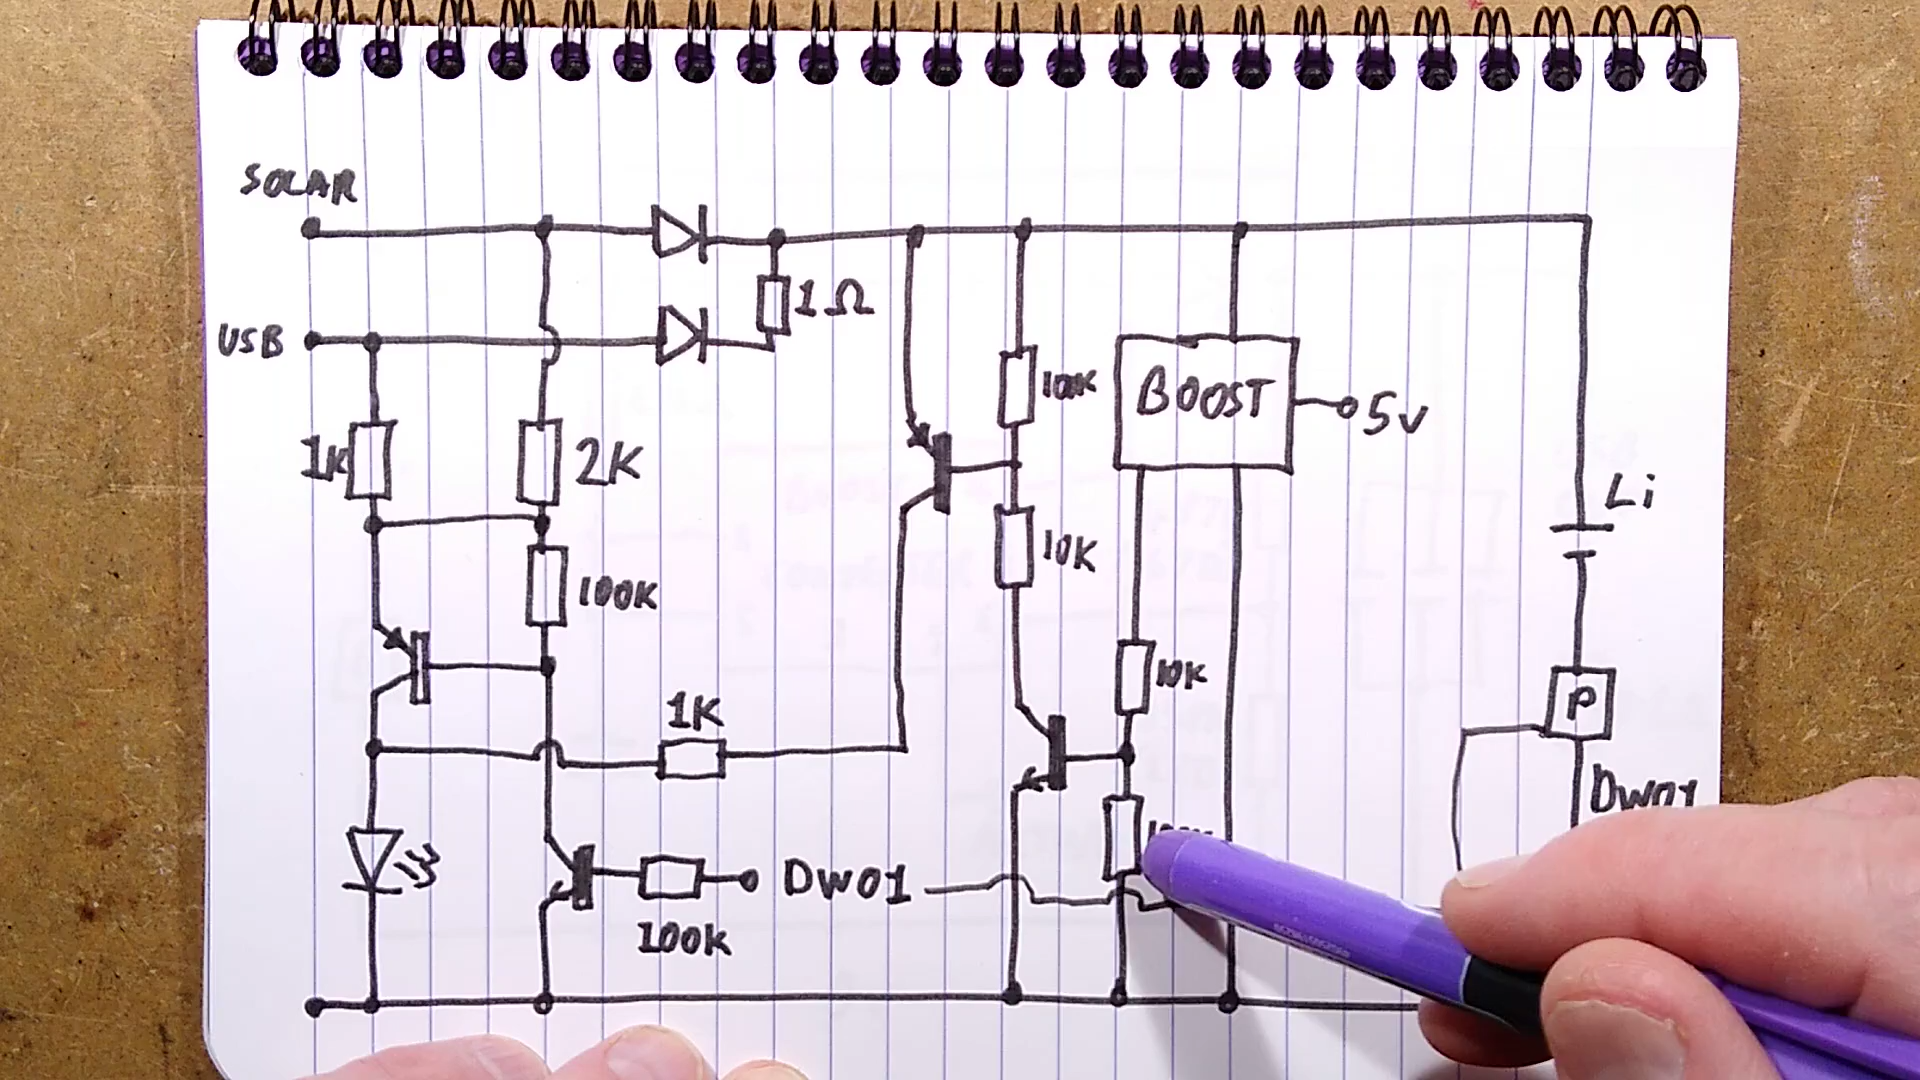 SOLAR
1Ω
USB
10K
BOOST
5v
1K
2K
Li
10K
100K
10K
P
1K
DW01
DW01
100K